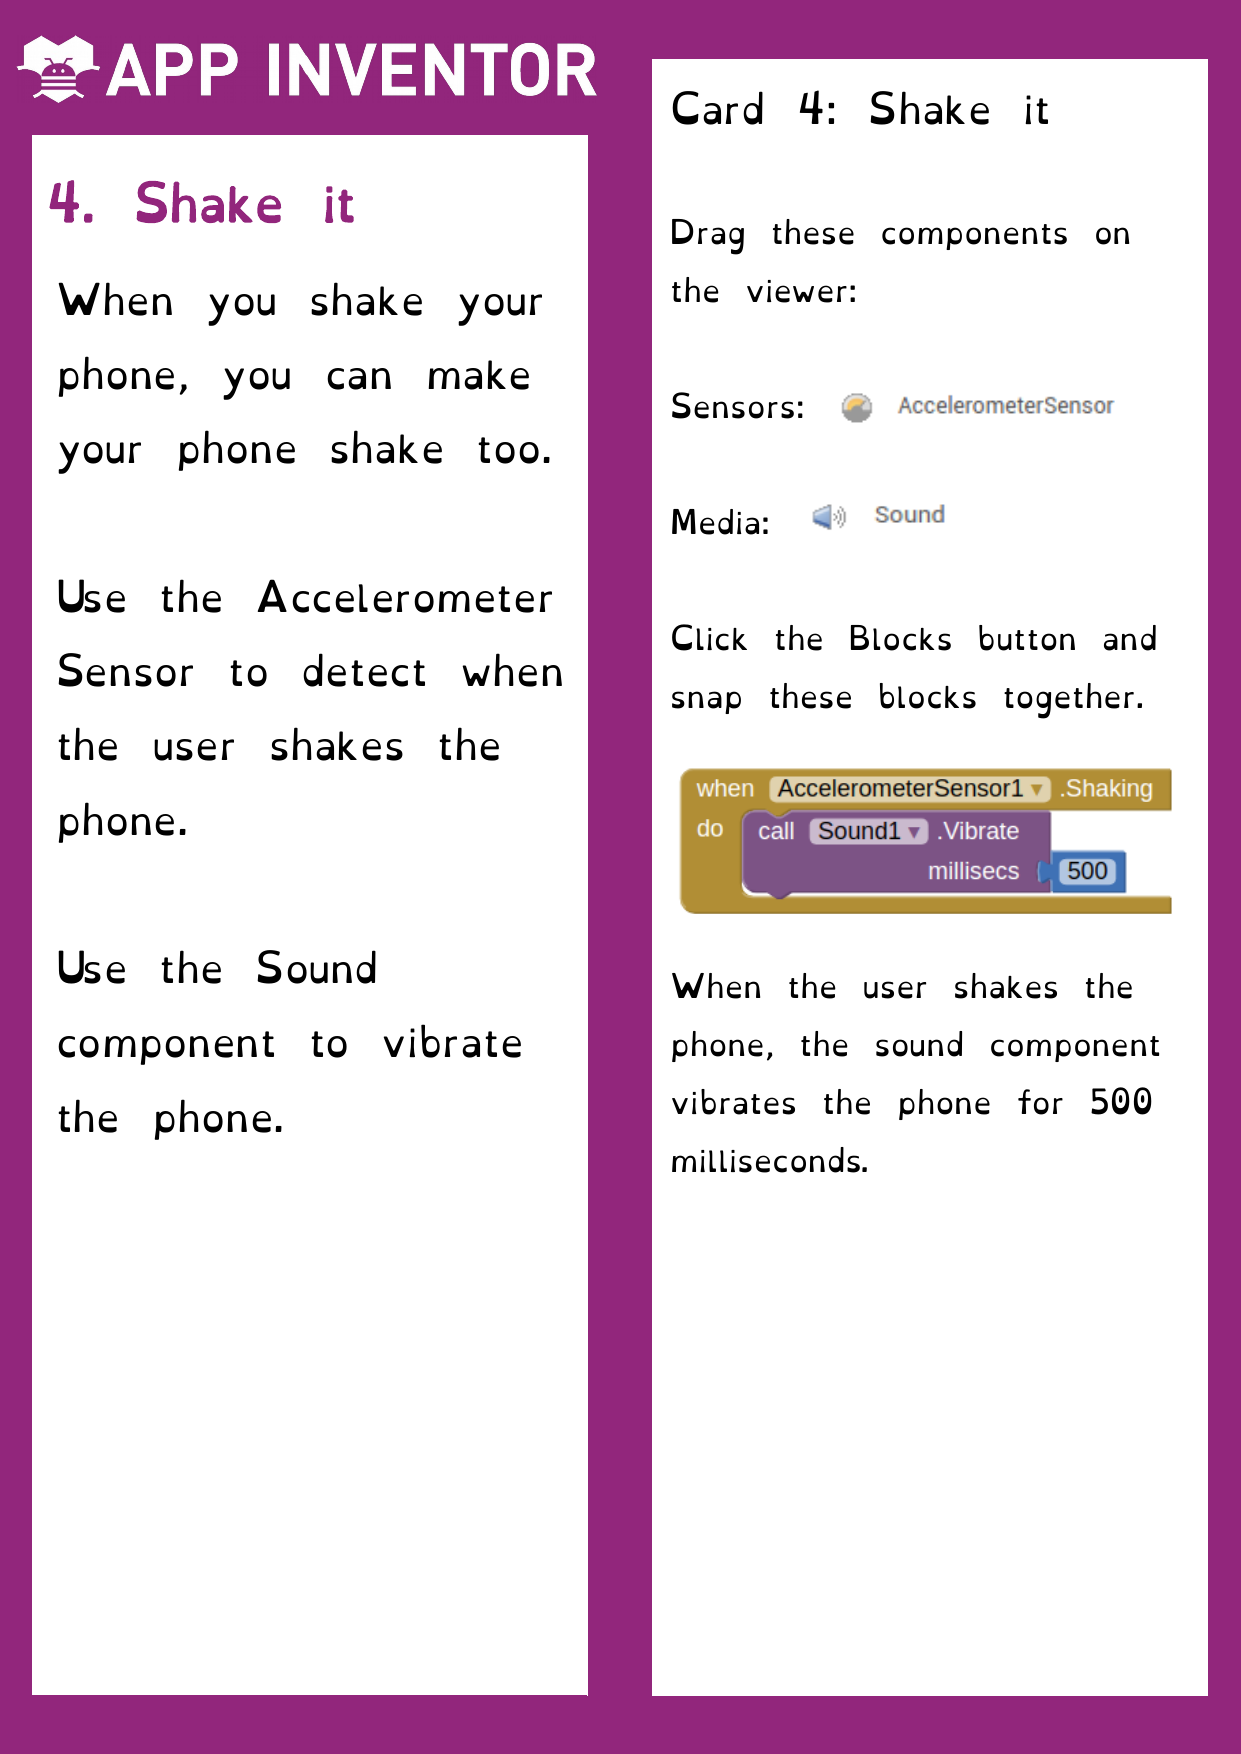 APP INVENTOR
4. Shake it
When you shake your
phone, you can make
your phone shake too.
Use the Accelerometer
Sensor to detect when
the user shakes the
phone.
Use the Sound
component to vibrate
the phone.
Card 4: Shake it
Drag these components on
the viewer:
Sensors: AccelerometerSensor
Media: Sound
Click the Blocks button and
snap these blocks together.
when AccelerometerSensor1 .Shaking
do call Sound1 .Vibrate
millisecs 500
When the user shakes the
phone, the sound component
vibrates the phone for 500
milliseconds.